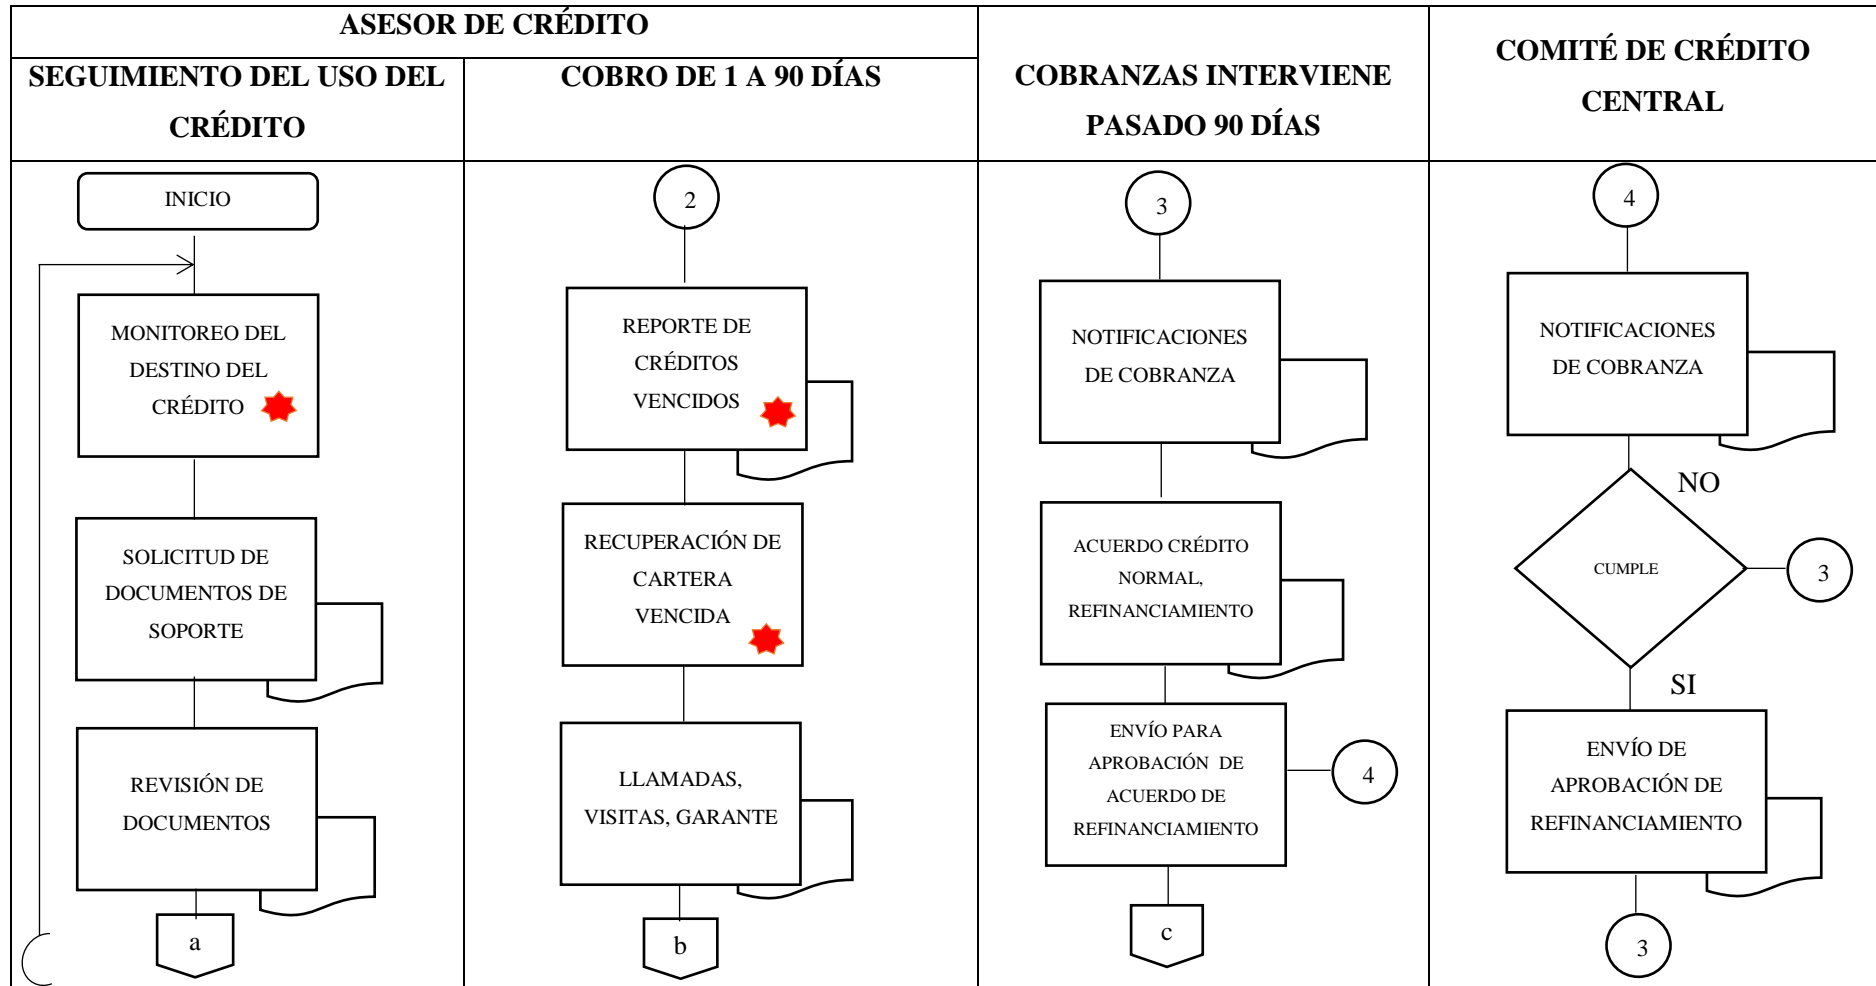 ASESOR DE CRÉDITO
SEGUIMIENTO DEL USO DEL
CRÉDITO
COBRO DE 1 A 90 DÍAS
COBRANZAS INTERVIENE
PASADO 90 DÍAS
COMITÉ DE CRÉDITO
CENTRAL
INICIO
MONITOREO DEL
DESTINO DEL
CRÉDITO
SOLICITUD DE
DOCUMENTOS DE
SOPORTE
REVISIÓN DE
DOCUMENTOS
a
2
REPORTE DE
CRÉDITOS
VENCIDOS
RECUPERACIÓN DE
CARTERA
VENCIDA
LLAMADAS,
VISITAS, GARANTE
b
3
NOTIFICACIONES
DE COBRANZA
ACUERDO CRÉDITO
NORMAL,
REFINANCIAMIENTO
ENVÍO PARA
APROBACIÓN DE
ACUERDO DE
REFINANCIAMIENTO
4
c
4
NOTIFICACIONES
DE COBRANZA
NO
CUMPLE
3
SI
ENVÍO DE
APROBACIÓN DE
REFINANCIAMIENTO
3